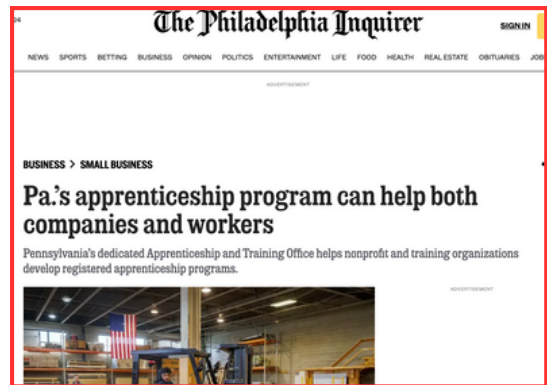 24
The Philadelphia Inquirer
SIGN IN
NEWS SPORTS BETTING BUSINESS OPINION POLITICS ENTERTAINMENT LIFE FOOD HEALTH REAL ESTATE OBITUARIES JOB
ADVERTISEMENT
BUSINESS > SMALL BUSINESS
Pa.'s apprenticeship program can help both
companies and workers
Pennsylvania's dedicated Apprenticeship and Training Office helps nonprofit and training organizations
develop registered apprenticeship programs.
ADVERTISEMENT